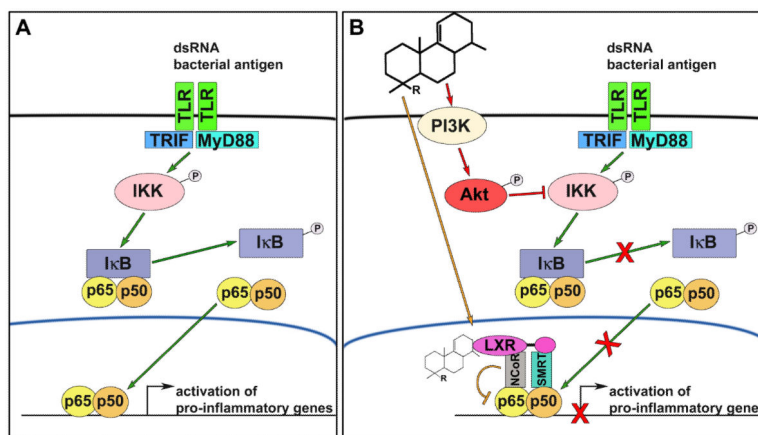 A
dsRNA
bacterial antigen
TLR
TLR
TRIF
MyD88
IKK
P
IκB
IκB
P
p65
p50
p65
p50
p65
p50
activation of
pro-inflammatory genes
B
R
dsRNA
bacterial antigen
TLR
TLR
PI3K
TRIF
MyD88
Akt
P
IKK
P
IκB
IκB
P
p65
p50
p65
p50
LXR
R
NCoR
SMRT
p65
p50
activation of
pro-inflammatory genes